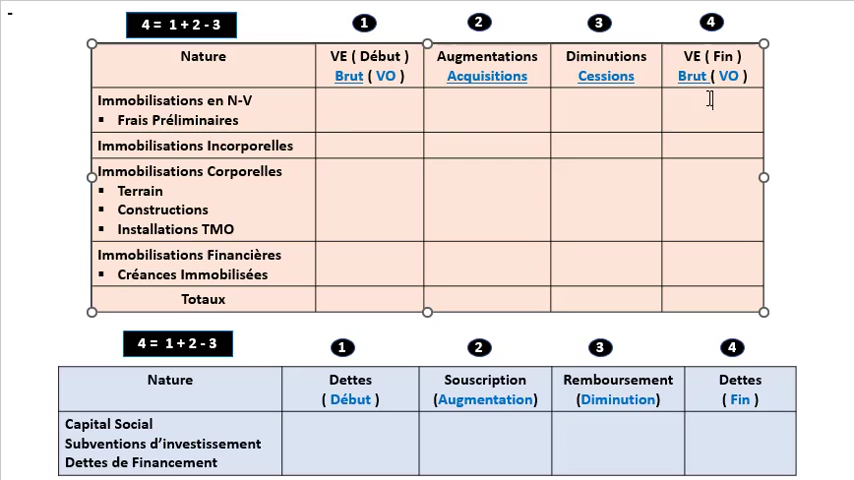 -
4 = 1 + 2 - 3
1
2
3
4
Nature
VE ( Début )
Brut ( VO )
Augmentations
Acquisitions
Diminutions
Cessions
VE ( Fin )
Brut ( VO )
Immobilisations en N-V
▪ Frais Préliminaires
Immobilisations Incorporelles
Immobilisations Corporelles
▪ Terrain
▪ Constructions
▪ Installations TMO
Immobilisations Financières
▪ Créances Immobilisées
Totaux
4 = 1 + 2 - 3
1
2
3
4
Nature
Dettes
( Début )
Souscription
(Augmentation)
Remboursement
(Diminution)
Dettes
( Fin )
Capital Social
Subventions d’investissement
Dettes de Financement